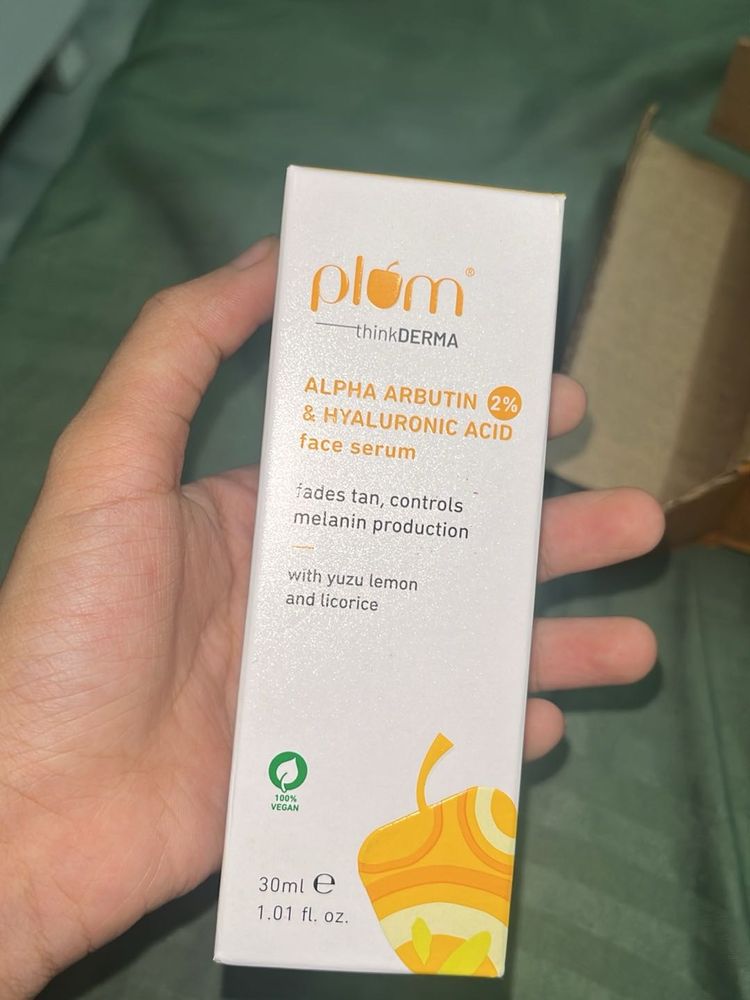 plum®
thinkDERMA
ALPHA ARBUTIN 2%
& HYALURONIC ACID
face serum
fades tan, controls
melanin production
with yuzu lemon
and licorice
100%
VEGAN
30ml ℮
1.01 fl. oz.